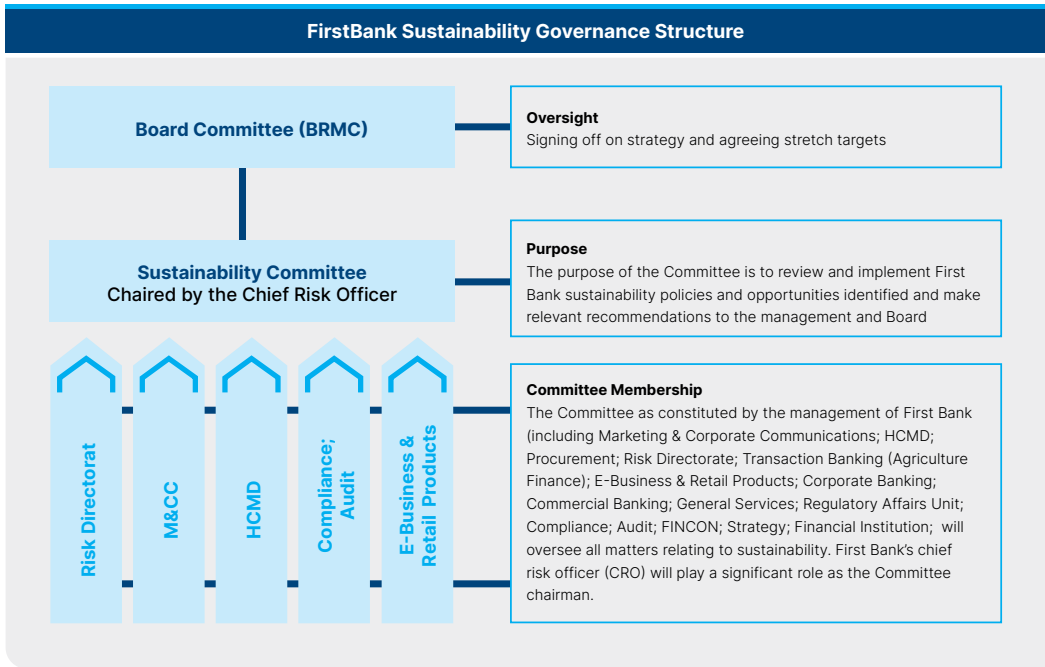 FirstBank Sustainability Governance Structure
Board Committee (BRMC)
Oversight
Signing off on strategy and agreeing stretch targets
Sustainability Committee
Chaired by the Chief Risk Officer
Purpose
The purpose of the Committee is to review and implement First
Bank sustainability policies and opportunities identified and make
relevant recommendations to the management and Board
Risk Directorat
M&CC
HCMD
Compliance;
Audit
E-Business &
Retail Products
Committee Membership
The Committee as constituted by the management of First Bank
(including Marketing & Corporate Communications; HCMD;
Procurement; Risk Directorate; Transaction Banking (Agriculture
Finance); E-Business & Retail Products; Corporate Banking;
Commercial Banking; General Services; Regulatory Affairs Unit;
Compliance; Audit; FINCON; Strategy; Financial Institution;  will
oversee all matters relating to sustainability. First Bank’s chief
risk officer (CRO) will play a significant role as the Committee
chairman.